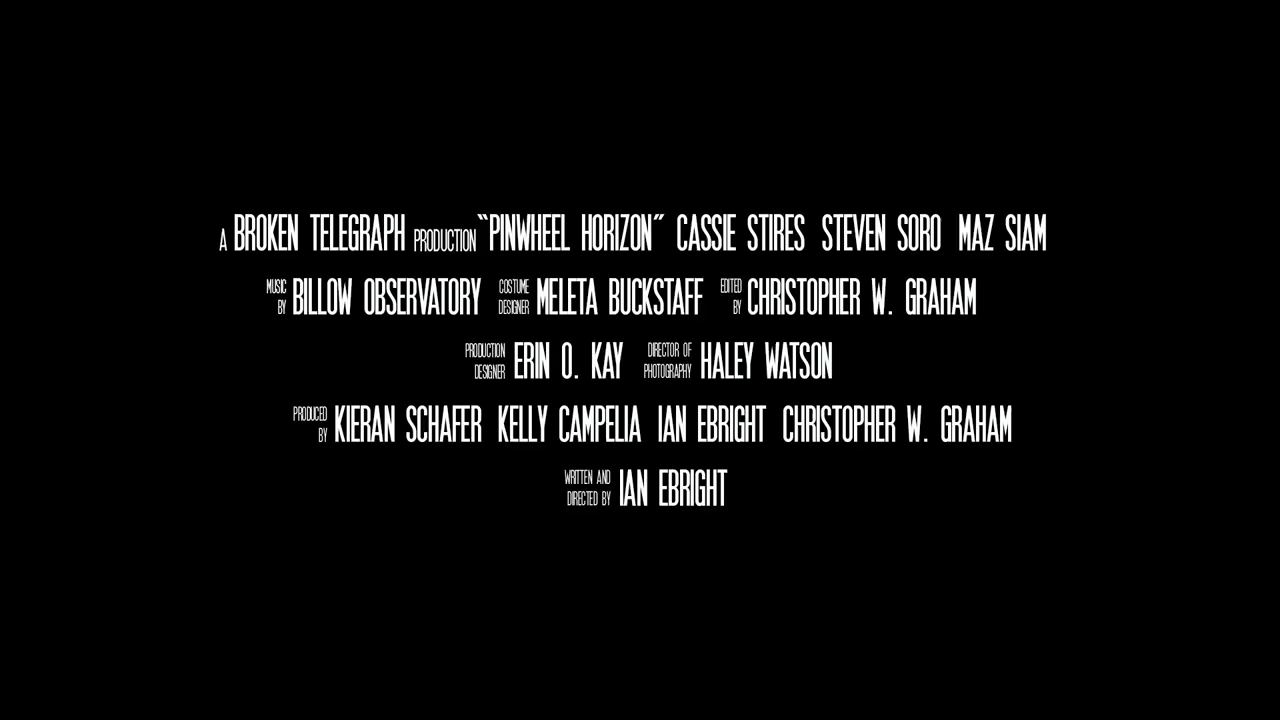 A BROKEN TELEGRAPH PRODUCTION “PINWHEEL HORIZON” CASSIE STIRES STEVEN SORO MAZ SIAM
MUSIC BY BILLOW OBSERVATORY COSTUME DESIGNER MELETA BUCKSTAFF EDITED BY CHRISTOPHER W. GRAHAM
PRODUCTION DESIGNER ERIN O. KAY DIRECTOR OF PHOTOGRAPHY HALEY WATSON
PRODUCED BY KIERAN SCHAFER KELLY CAMPELIA IAN EBRIGHT CHRISTOPHER W. GRAHAM
WRITTEN AND DIRECTED BY IAN EBRIGHT